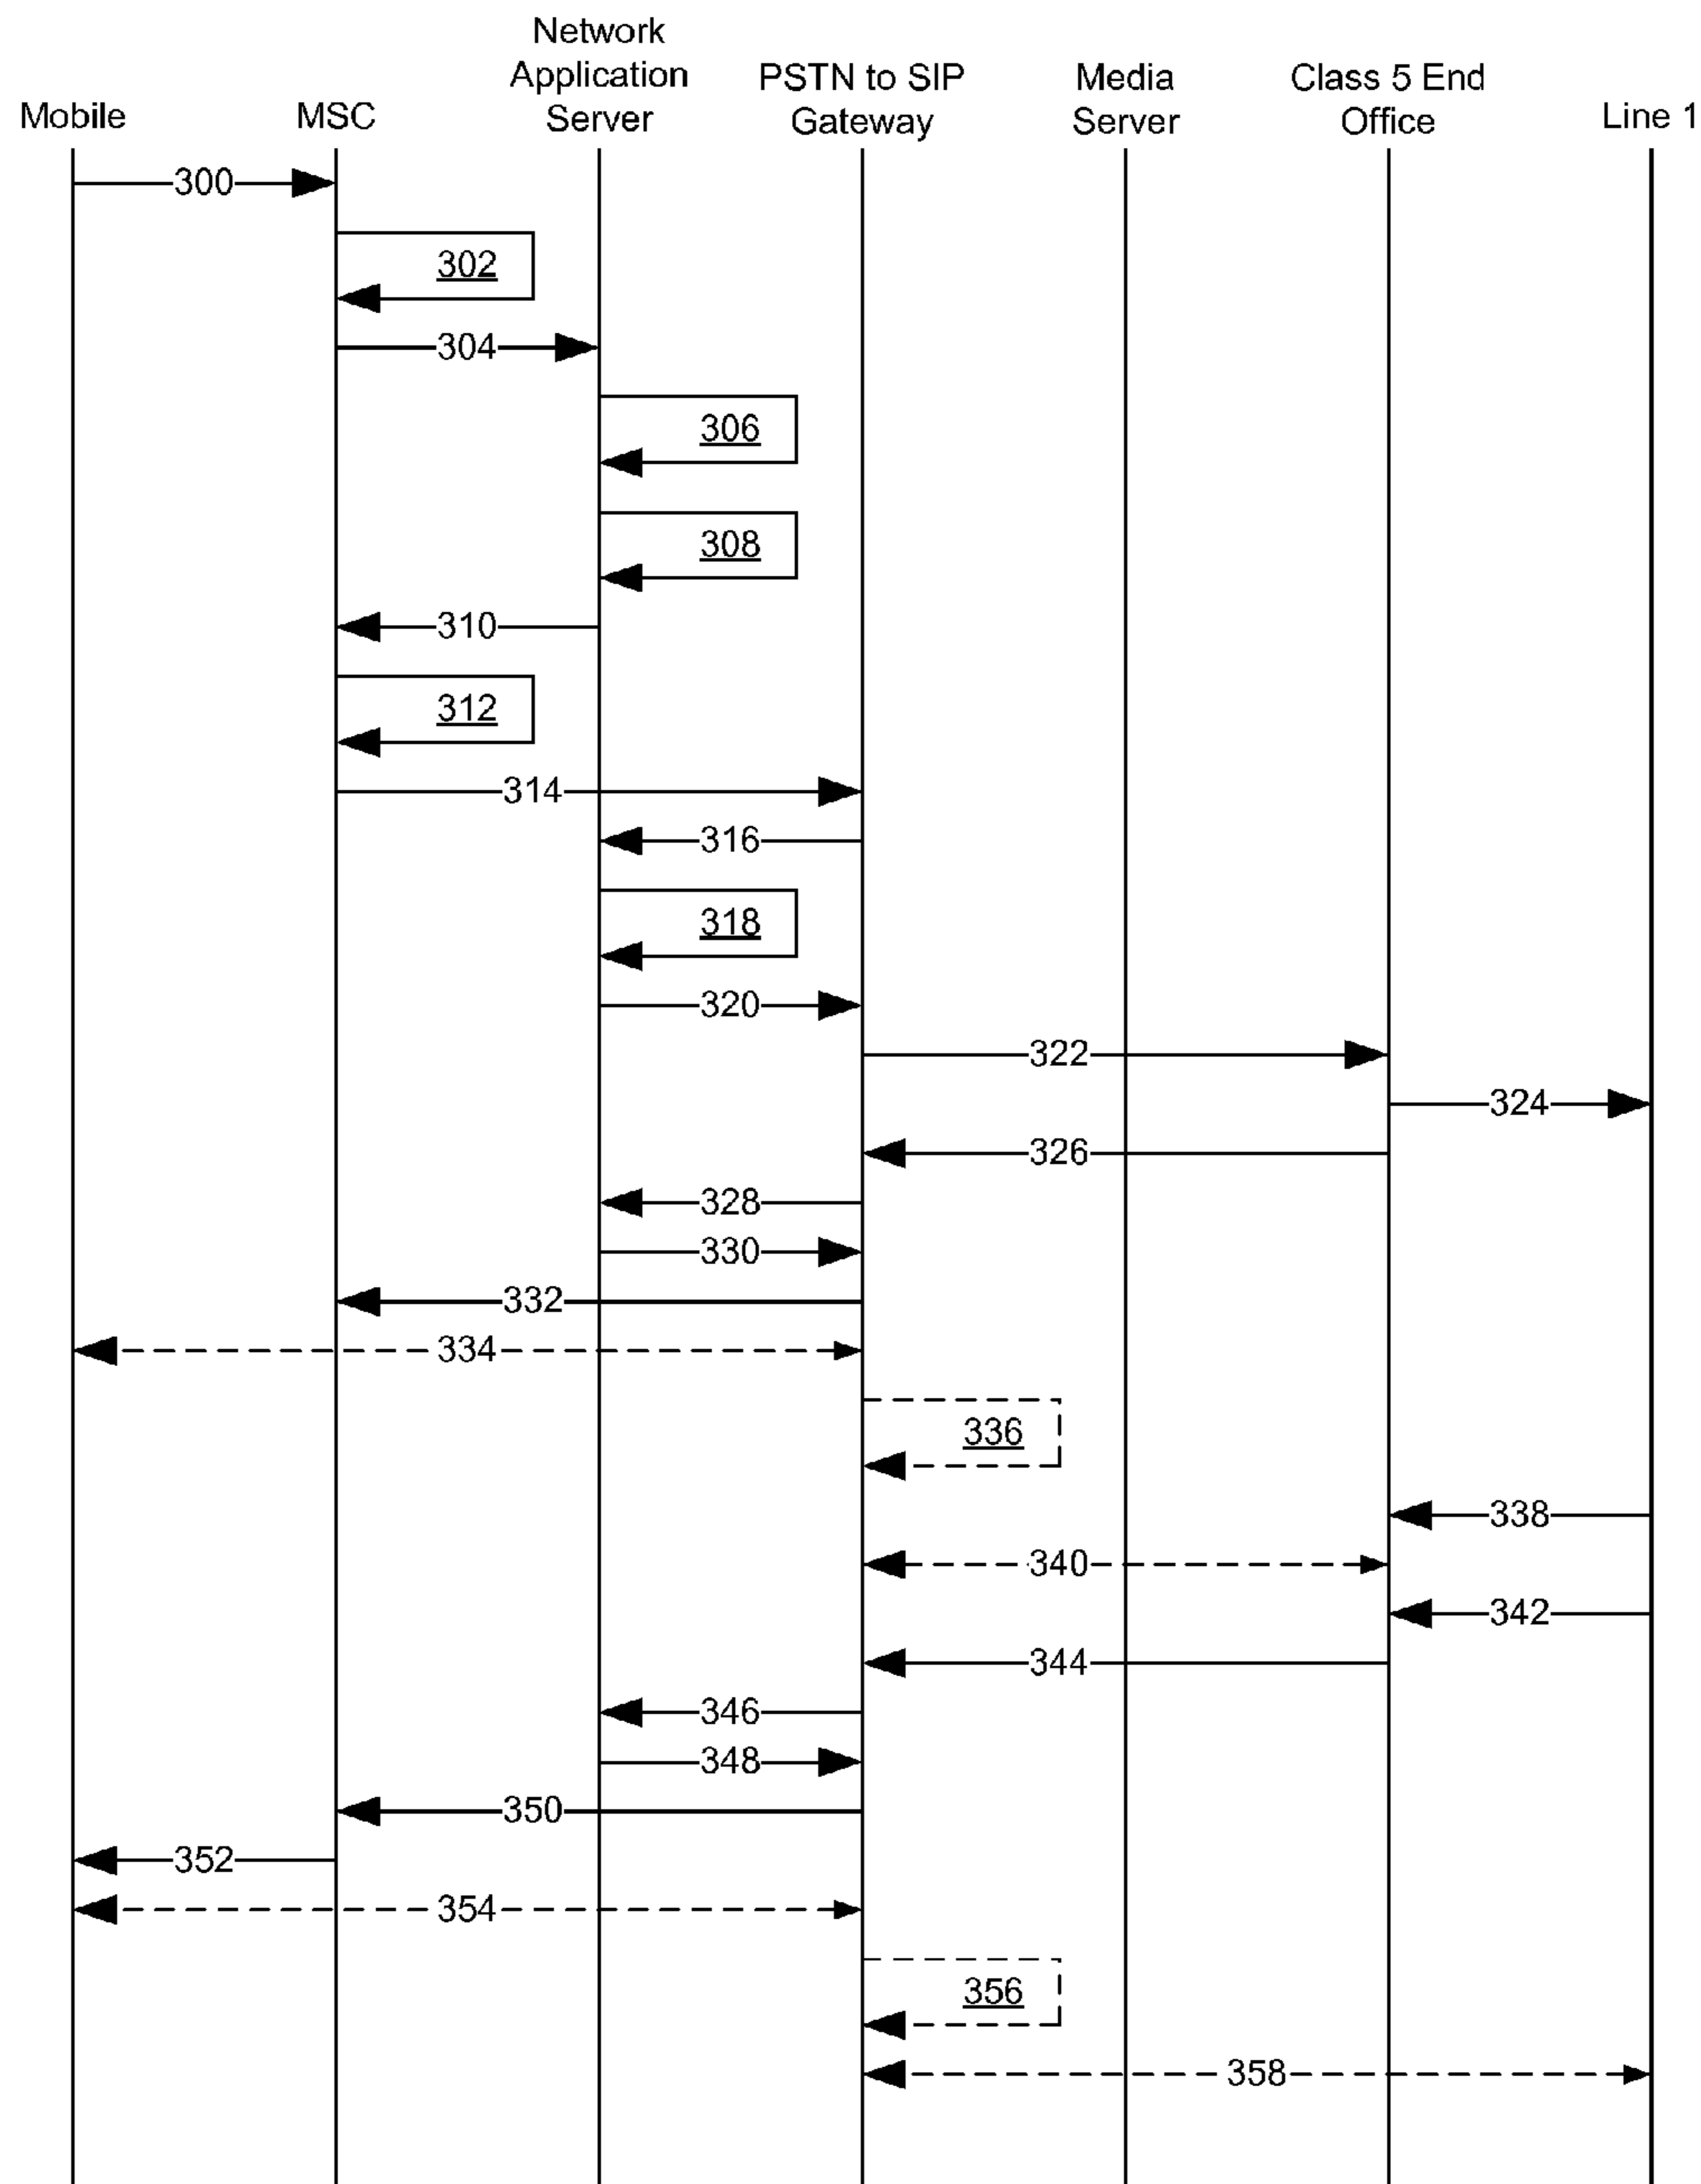 Mobile
MSC
Network
Application
Server
PSTN to SIP
Gateway
Media
Server
Class 5 End
Office
Line 1
300
302
304
306
308
310
312
314
316
318
320
322
324
326
328
330
332
334
336
338
340
342
344
346
348
350
352
354
356
358